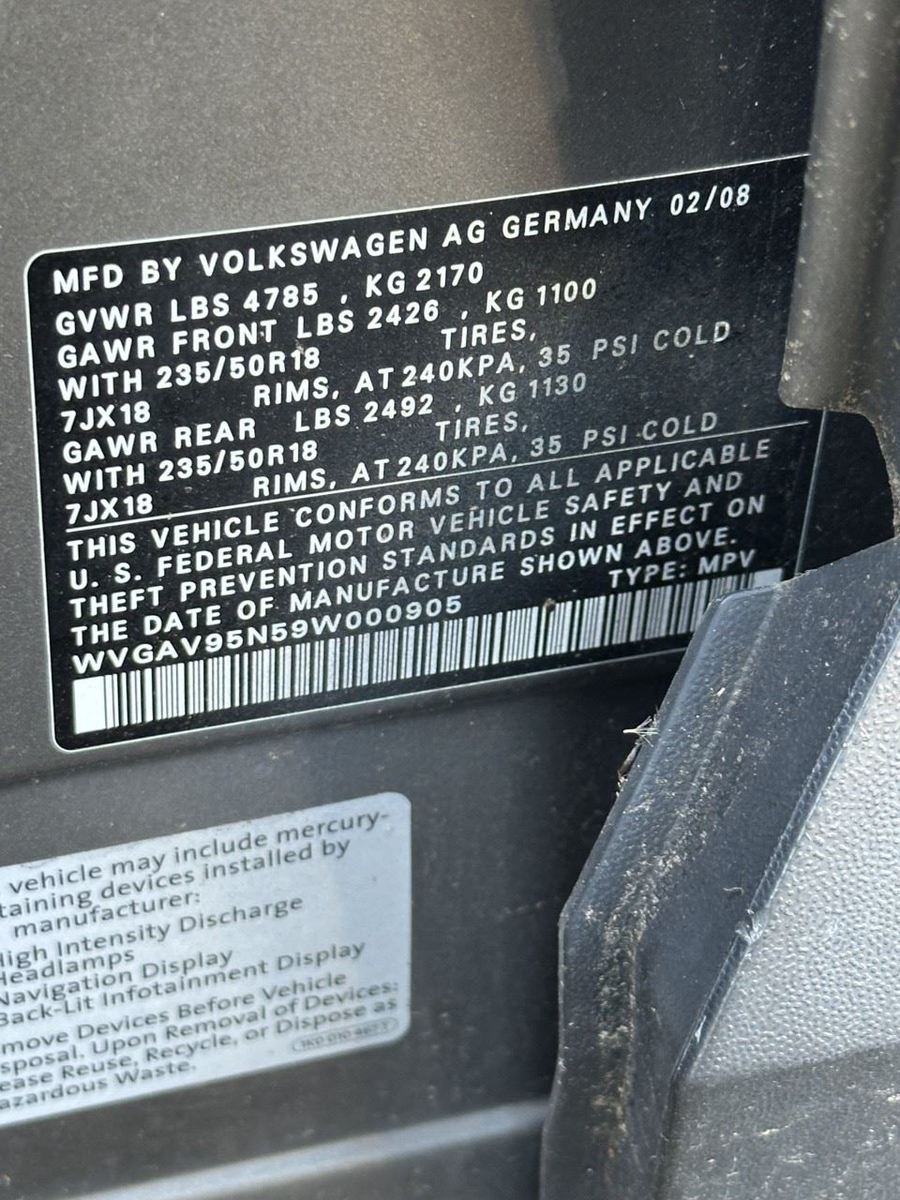 MFD BY VOLKSWAGEN AG GERMANY 02/08
GVWR LBS 4785 , KG 2170
GAWR FRONT LBS 2426 , KG 1100
WITH 235/50R18 TIRES,
7JX18 RIMS, AT 240KPA, 35 PSI COLD
GAWR REAR LBS 2492 , KG 1130
WITH 235/50R18 TIRES,
7JX18 RIMS, AT 240KPA, 35 PSI COLD
THIS VEHICLE CONFORMS TO ALL APPLICABLE
U. S. FEDERAL MOTOR VEHICLE SAFETY AND
THEFT PREVENTION STANDARDS IN EFFECT ON
THE DATE OF MANUFACTURE SHOWN ABOVE.
WVGAV95N59W000905 TYPE: MPV
vehicle may include mercury-
taining devices installed by
manufacturer:
High Intensity Discharge
Headlamps
Navigation Display
Back-Lit Infotainment Display
move Devices Before Vehicle
sposal. Upon Removal of Devices:
ease Reuse, Recycle, or Dispose as
azardous Waste.